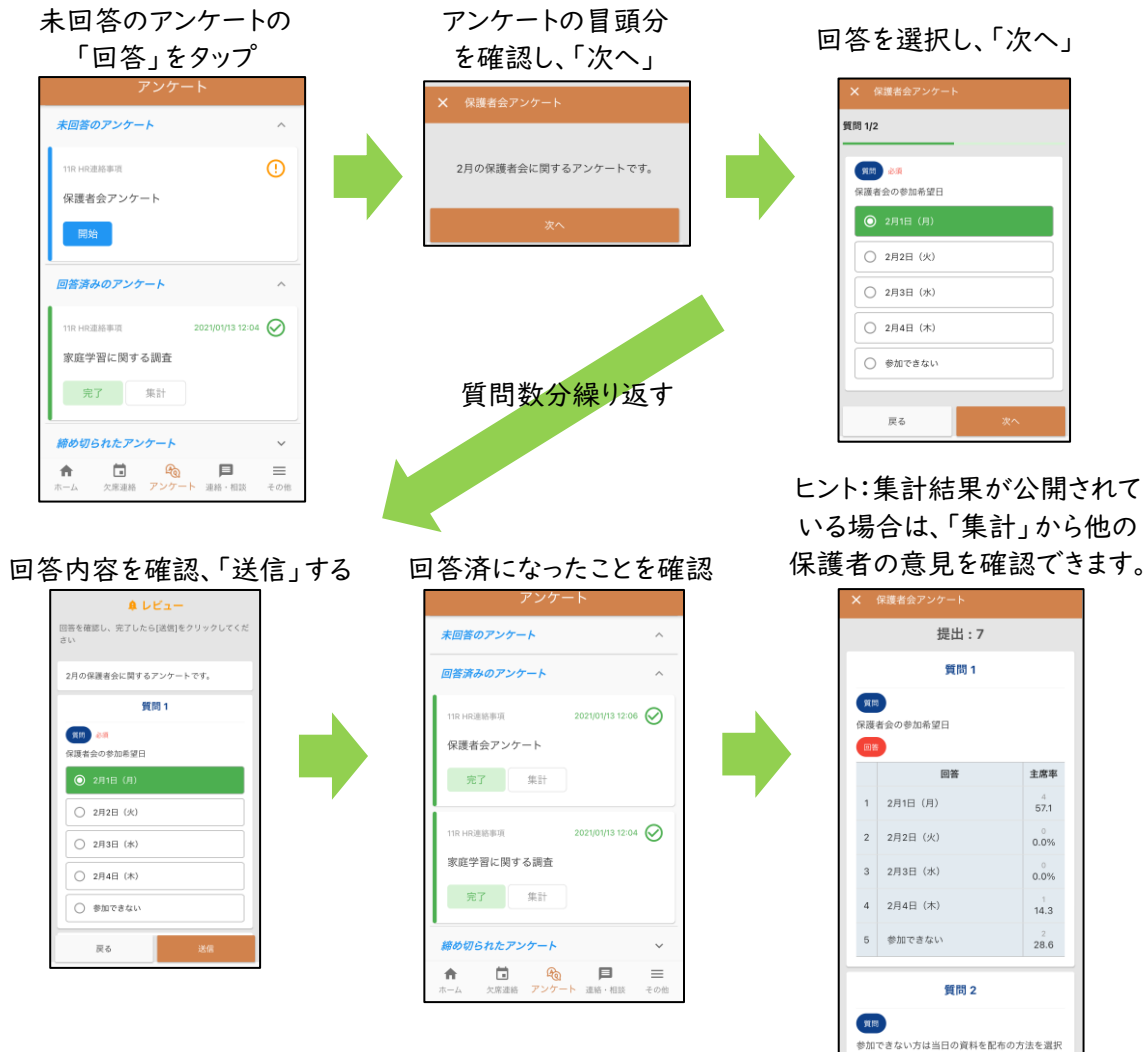 未回答のアンケートの
「回答」をタップ
アンケート
未回答のアンケート
11R HR連絡事項
保護者会アンケート
開始
回答済みのアンケート
11R HR連絡事項 2021/01/13 12:04
家庭学習に関する調査
完了 集計
締め切られたアンケート
ホーム 欠席連絡 アンケート 連絡・相談 その他
アンケートの冒頭分
を確認し、「次へ」
× 保護者会アンケート
2月の保護者会に関するアンケートです。
次へ
回答を選択し、「次へ」
× 保護者会アンケート
質問 1/2
質問 必須
保護者会の参加希望日
2月1日（月）
2月2日（火）
2月3日（水）
2月4日（木）
参加できない
戻る 次へ
質問数分繰り返す
回答内容を確認、「送信」する
レビュー
回答を確認し、完了したら[送信]をクリックしてくだ
さい
2月の保護者会に関するアンケートです。
質問 1
質問 必須
保護者会の参加希望日
2月1日（月）
2月2日（火）
2月3日（水）
2月4日（木）
参加できない
戻る 送信
回答済になったことを確認
アンケート
未回答のアンケート
回答済みのアンケート
11R HR連絡事項 2021/01/13 12:06
保護者会アンケート
完了 集計
11R HR連絡事項 2021/01/13 12:04
家庭学習に関する調査
完了 集計
締め切られたアンケート
ホーム 欠席連絡 アンケート 連絡・相談 その他
ヒント：集計結果が公開されて
いる場合は、「集計」から他の
保護者の意見を確認できます。
× 保護者会アンケート
提出 : 7
質問 1
質問
保護者会の参加希望日
回答
回答 主席率
1 2月1日（月） 4 57.1
2 2月2日（火） 0 0.0%
3 2月3日（水） 0 0.0%
4 2月4日（木） 1 14.3
5 参加できない 2 28.6
質問 2
質問
参加できない方は当日の資料を配布の方法を選択